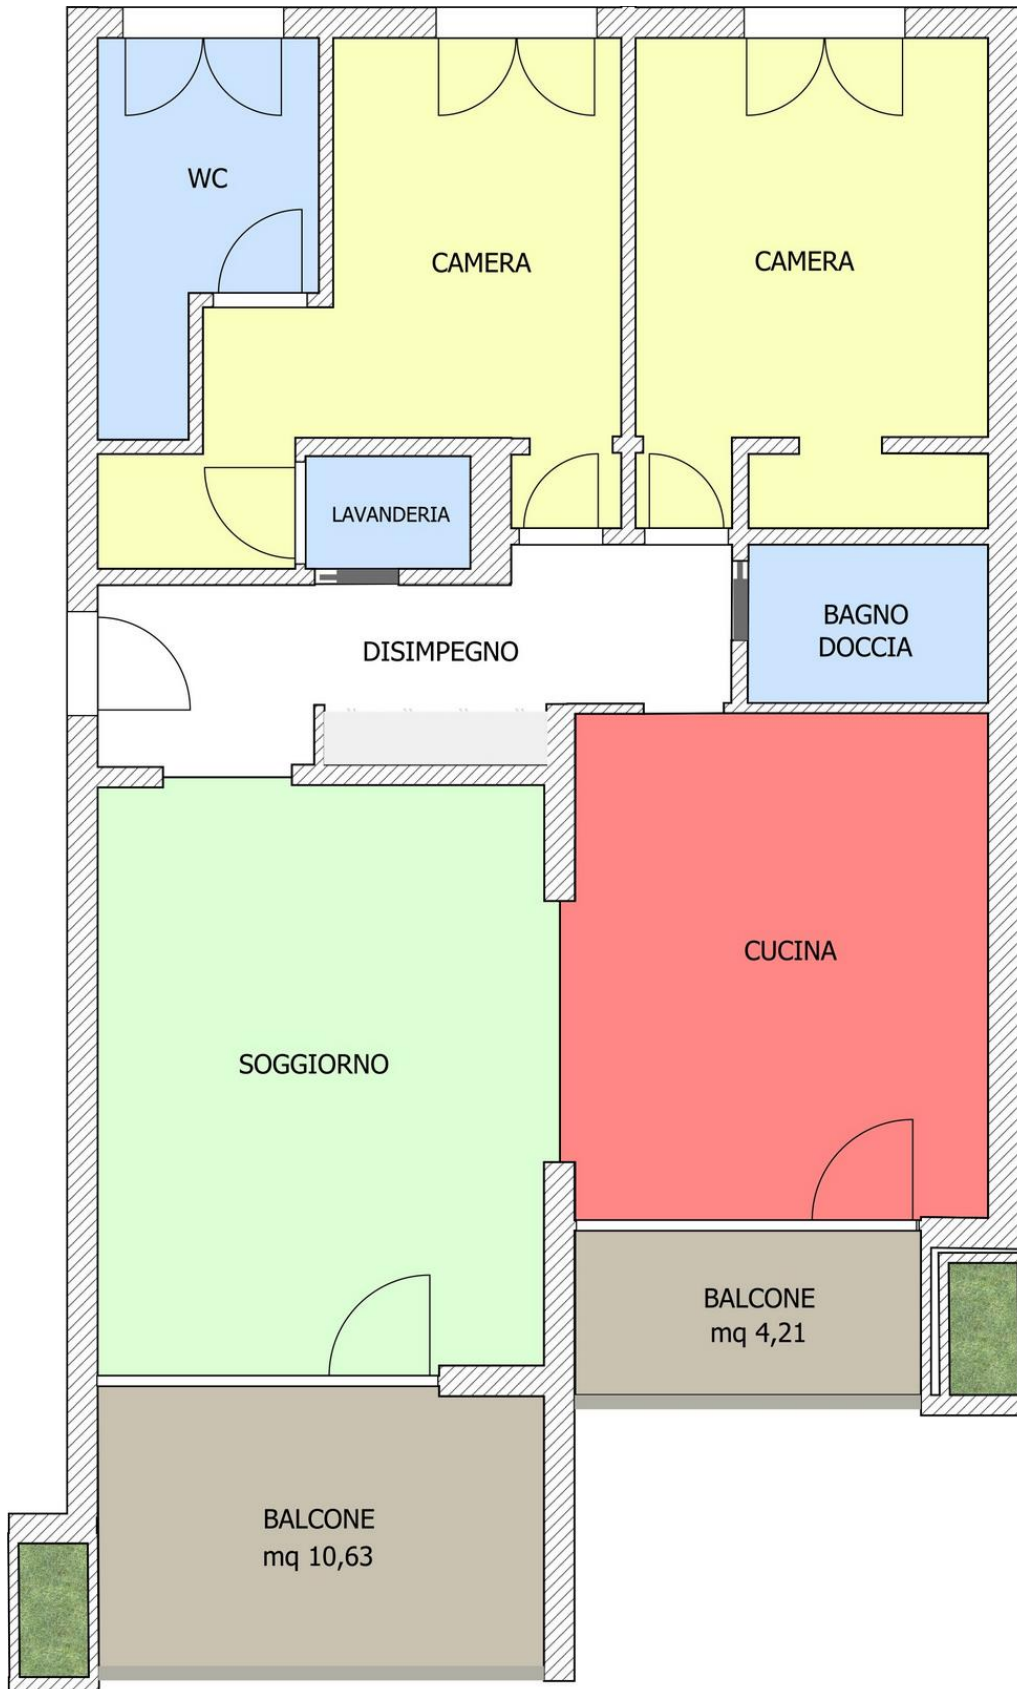 WC
CAMERA
CAMERA
LAVANDERIA
BAGNO
DOCCIA
DISIMPEGNO
CUCINA
SOGGIORNO
BALCONE
mq 4,21
BALCONE
mq 10,63